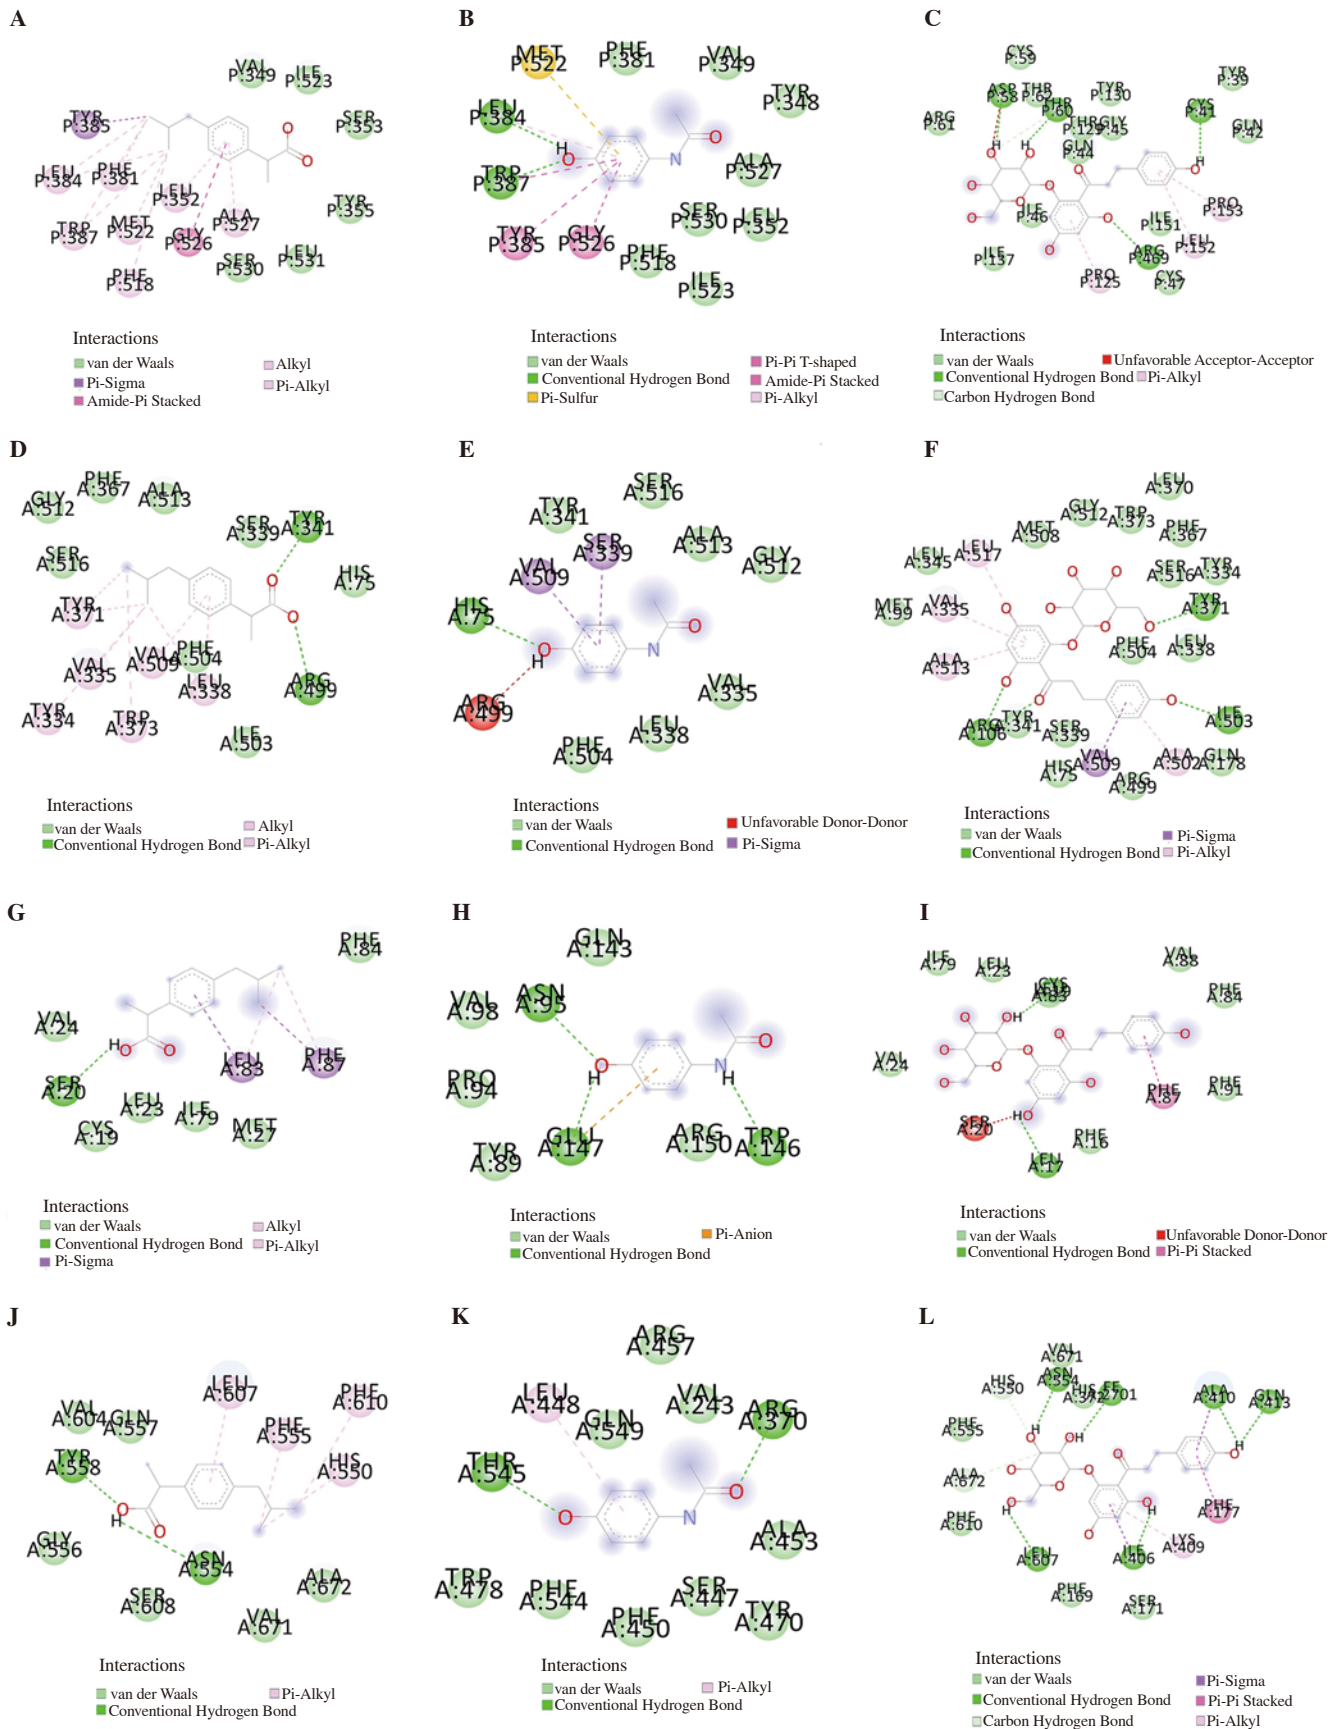 A
VAL
P:349
ILE
P:523
TYR
P:385
SER
P:353
LEU
P:384
PHE
P:381
LEU
P:352
TYR
P:355
TRP
P:387
MET
P:522
GLY
P:526
ALA
P:527
SER
P:530
LEU
P:531
PHE
P:518
O
O
Interactions
van der Waals
Pi-Sigma
Amide-Pi Stacked
Alkyl
Pi-Alkyl
B
MET
P:522
PHE
P:381
VAL
P:349
TYR
P:348
LEU
P:384
H
O
N
O
TRP
P:387
ALA
P:527
TYR
P:385
GLY
P:526
SER
P:530
LEU
P:352
PHE
P:518
ILE
P:523
Interactions
van der Waals
Conventional Hydrogen Bond
Pi-Sulfur
Pi-Pi T-shaped
Amide-Pi Stacked
Pi-Alkyl
C
CYS
P:59
ASP
P:58
THR
P:62
THR
P:60
TYR
P:130
TYR
P:39
CYS
P:41
ARG
P:61
THR
P:129
GLY
P:45
GLN
P:42
GLN
P:44
ILE
P:46
ILE
P:151
PRO
P:153
LEU
P:152
ILE
P:137
ARG
P:469
PRO
P:125
CYS
P:47
Interactions
van der Waals
Conventional Hydrogen Bond
Carbon Hydrogen Bond
Unfavorable Acceptor-Acceptor
Pi-Alkyl
D
GLY
A:512
PHE
A:367
ALA
A:513
SER
A:339
TYR
A:341
SER
A:516
HIS
A:75
TYR
A:371
O
O
VAL
A:335
VAL
A:509
PHE
A:504
LEU
A:338
ARG
A:499
TYR
A:334
TRP
A:373
ILE
A:503
Interactions
van der Waals
Conventional Hydrogen Bond
Alkyl
Pi-Alkyl
E
SER
A:516
TYR
A:341
SER
A:339
ALA
A:513
GLY
A:512
VAL
A:509
HIS
A:75
O
H
N
O
ARG
A:499
VAL
A:335
LEU
A:338
PHE
A:504
Interactions
van der Waals
Conventional Hydrogen Bond
Unfavorable Donor-Donor
Pi-Sigma
F
LEU
A:370
GLY
A:512
TRP
A:373
MET
A:508
PHE
A:367
LEU
A:345
LEU
A:517
SER
A:516
TYR
A:334
MET
A:99
VAL
A:335
TYR
A:371
PHE
A:504
LEU
A:338
ALA
A:513
ARG
A:106
TYR
A:341
SER
A:339
ILE
A:503
HIS
A:75
VAL
A:509
ARG
A:499
ALA
A:502
GLN
A:178
Interactions
van der Waals
Conventional Hydrogen Bond
Pi-Sigma
Pi-Alkyl
G
PHE
A:84
VAL
A:24
H
O
O
LEU
A:83
PHE
A:87
SER
A:20
LEU
A:23
ILE
A:79
CYS
A:19
MET
A:27
Interactions
van der Waals
Conventional Hydrogen Bond
Pi-Sigma
Alkyl
Pi-Alkyl
H
GLN
A:143
ASN
A:95
VAL
A:98
O
H
N
H
O
PRO
A:94
GLU
A:147
ARG
A:150
TRP
A:146
TYR
A:89
Interactions
van der Waals
Conventional Hydrogen Bond
Pi-Anion
I
ILE
A:79
LEU
A:23
CYS
VAL
A:88
PHE
A:84
VAL
A:24
PHE
A:87
PHE
A:91
SER
A:20
PHE
A:16
LEU
A:17
Interactions
van der Waals
Conventional Hydrogen Bond
Unfavorable Donor-Donor
Pi-Pi Stacked
J
LEU
A:607
PHE
A:610
VAL
A:604
GLN
A:557
PHE
A:555
TYR
A:558
HIS
A:550
O
H
O
GLY
A:556
ASN
A:554
SER
A:608
ALA
A:672
VAL
A:671
Interactions
van der Waals
Conventional Hydrogen Bond
Pi-Alkyl
K
ARG
A:457
LEU
A:448
GLN
A:549
VAL
A:243
ARG
A:370
THR
A:545
O
N
O
ALA
A:453
TRP
A:478
PHE
A:544
PHE
A:450
SER
A:447
TYR
A:470
Interactions
van der Waals
Conventional Hydrogen Bond
Pi-Alkyl
L
VAL
A:671
HIS
A:550
ASN
A:554
HIS
A:372
ALA
A:410
GLN
A:413
PHE
A:555
ALA
A:672
PHE
A:610
PHE
A:177
LEU
A:607
ILE
A:406
LYS
A:409
PHE
A:169
SER
A:171
Interactions
van der Waals
Conventional Hydrogen Bond
Carbon Hydrogen Bond
Pi-Sigma
Pi-Pi Stacked
Pi-Alkyl